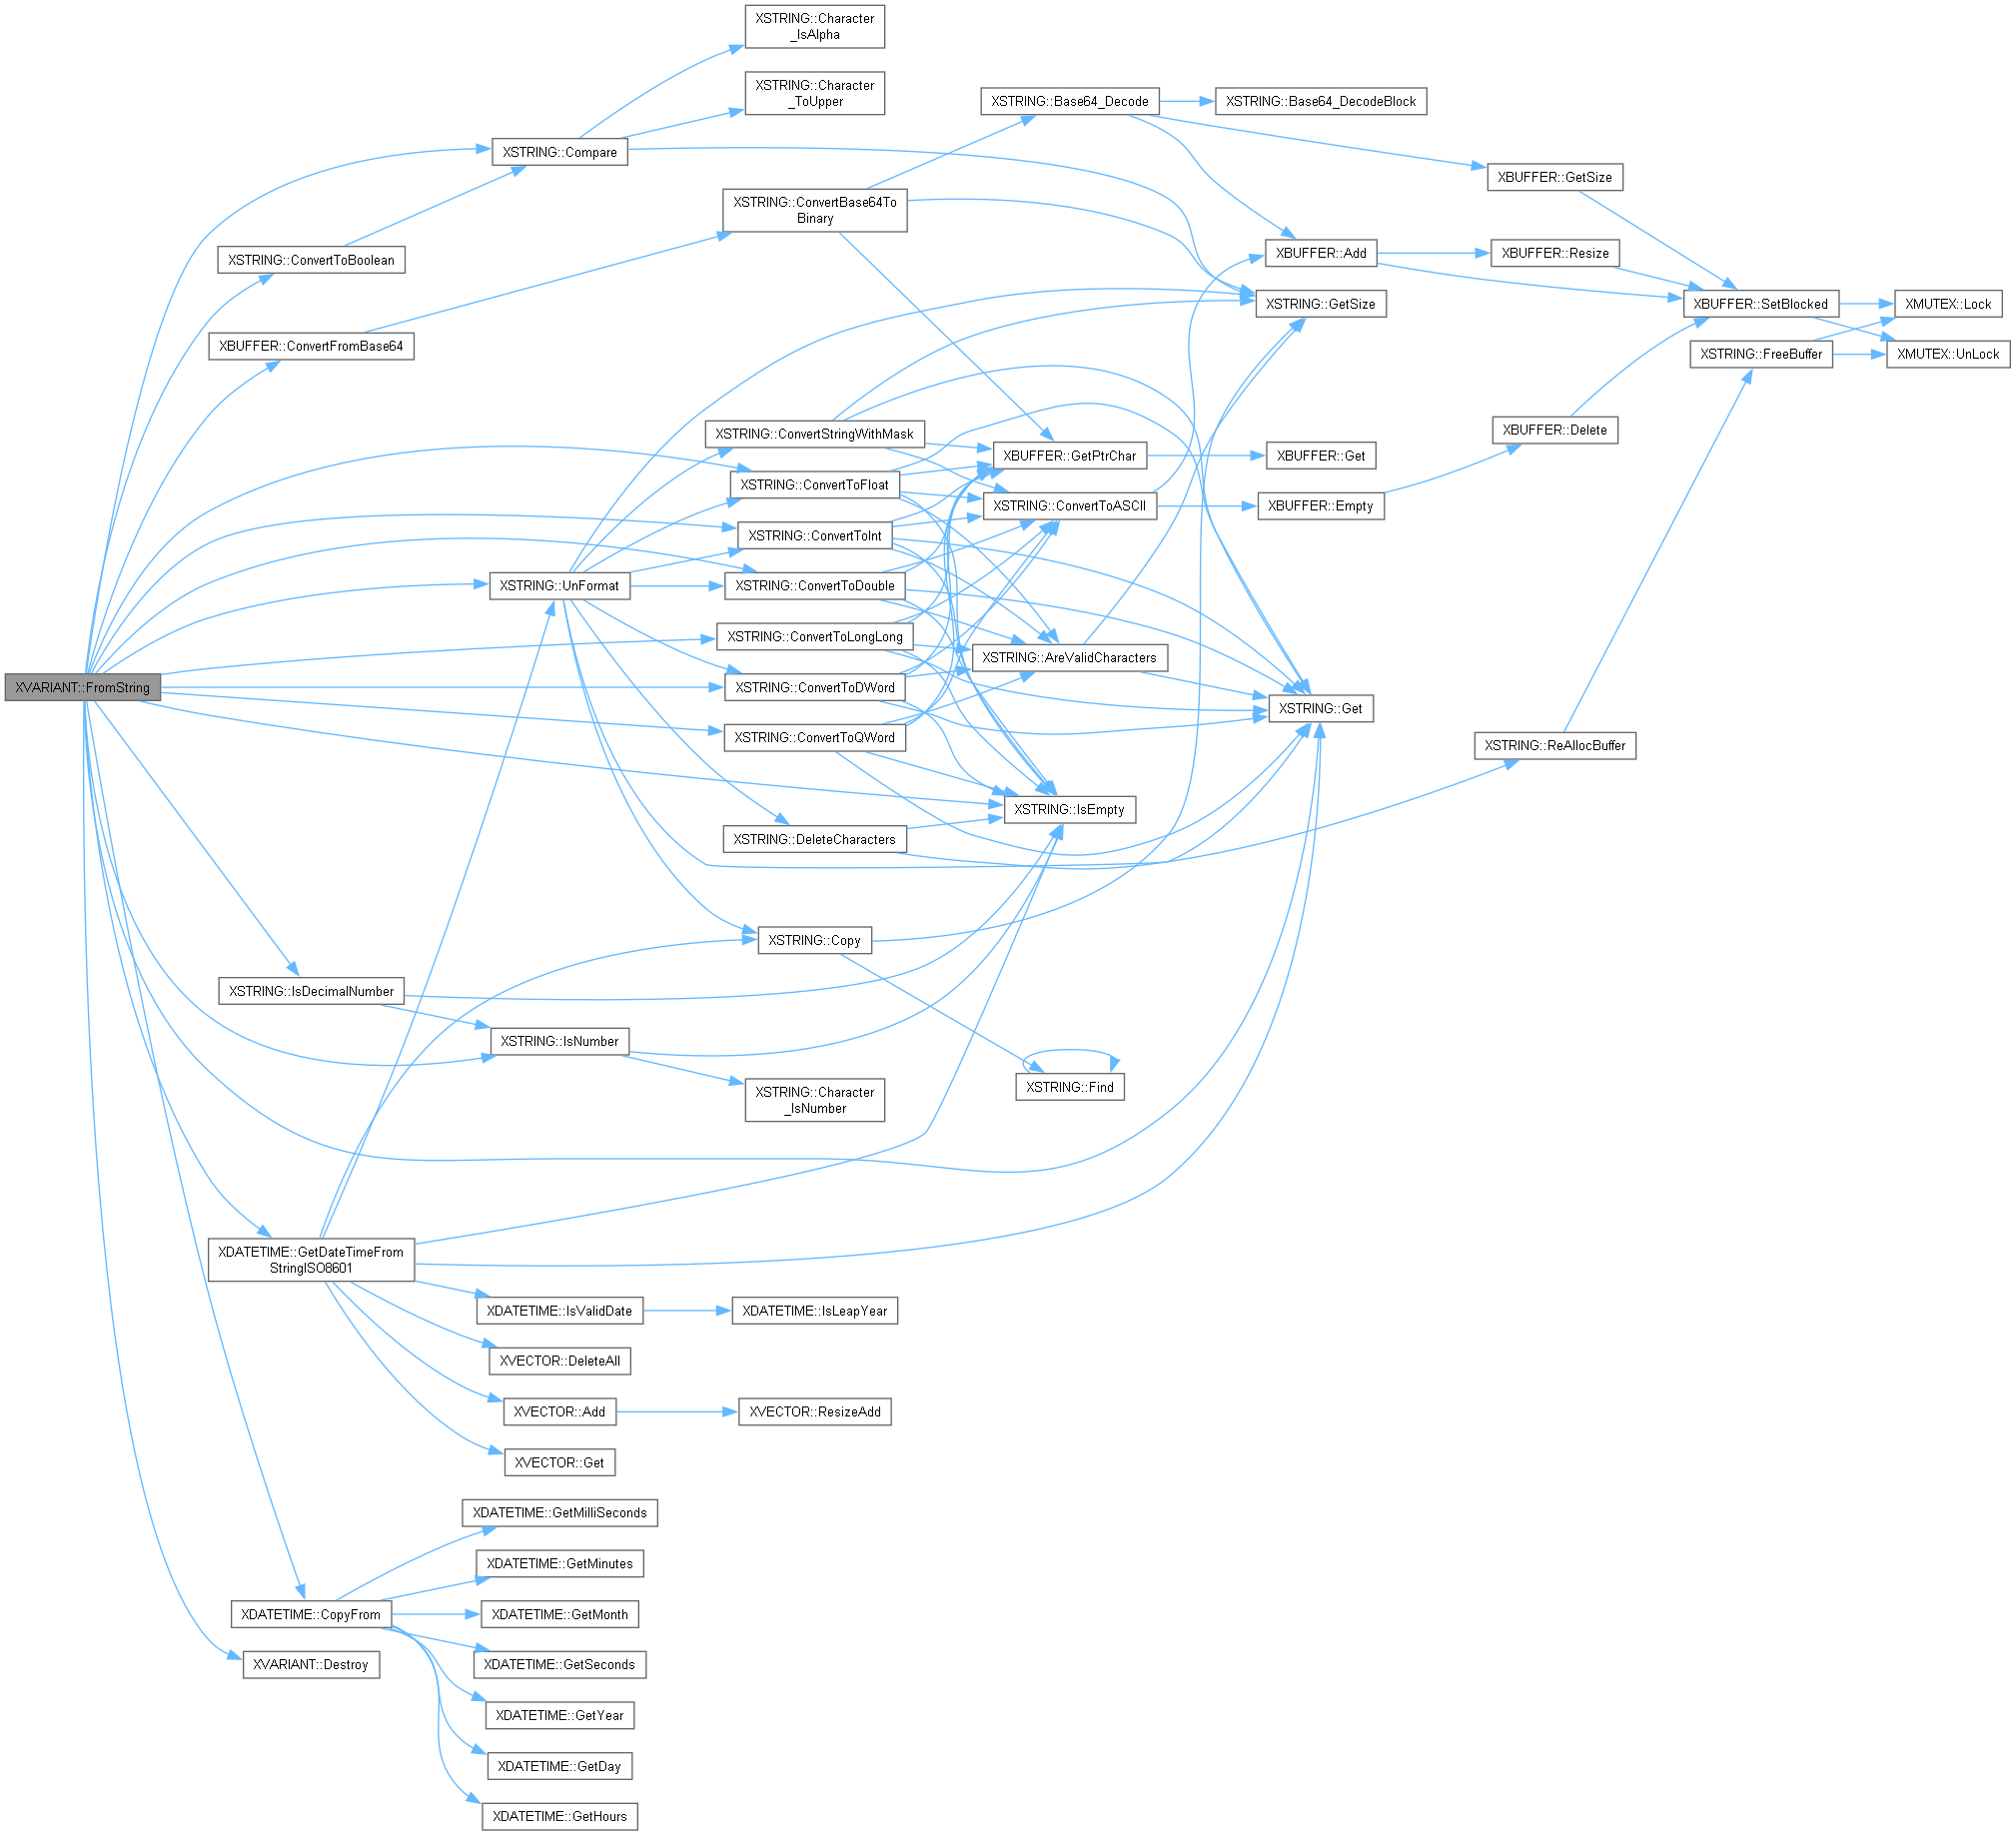 XSTRING::Character
_IsAlpha
XSTRING::Character
_ToUpper
XSTRING::Base64_Decode
XSTRING::Base64_DecodeBlock
XSTRING::Compare
XBUFFER::GetSize
XSTRING::ConvertBase64To
Binary
XSTRING::ConvertToBoolean
XBUFFER::Add
XBUFFER::Resize
XSTRING::GetSize
XBUFFER::SetBlocked
XMUTEX::Lock
XBUFFER::ConvertFromBase64
XSTRING::FreeBuffer
XMUTEX::UnLock
XSTRING::ConvertStringWithMask
XBUFFER::Delete
XBUFFER::GetPtrChar
XBUFFER::Get
XSTRING::ConvertToFloat
XSTRING::ConvertToASCII
XBUFFER::Empty
XSTRING::ConvertToInt
XSTRING::UnFormat
XSTRING::ConvertToDouble
XSTRING::ConvertToLongLong
XSTRING::AreValidCharacters
XVARIANT::FromString
XSTRING::ConvertToDWord
XSTRING::Get
XSTRING::ConvertToQWord
XSTRING::ReAllocBuffer
XSTRING::IsEmpty
XSTRING::DeleteCharacters
XSTRING::Copy
XSTRING::IsDecimalNumber
XSTRING::IsNumber
XSTRING::Find
XSTRING::Character
_IsNumber
XDATETIME::GetDateTimeFrom
StringISO8601
XDATETIME::IsValidDate
XDATETIME::IsLeapYear
XVECTOR::DeleteAll
XVECTOR::Add
XVECTOR::ResizeAdd
XVECTOR::Get
XDATETIME::GetMilliSeconds
XDATETIME::GetMinutes
XDATETIME::CopyFrom
XDATETIME::GetMonth
XVARIANT::Destroy
XDATETIME::GetSeconds
XDATETIME::GetYear
XDATETIME::GetDay
XDATETIME::GetHours